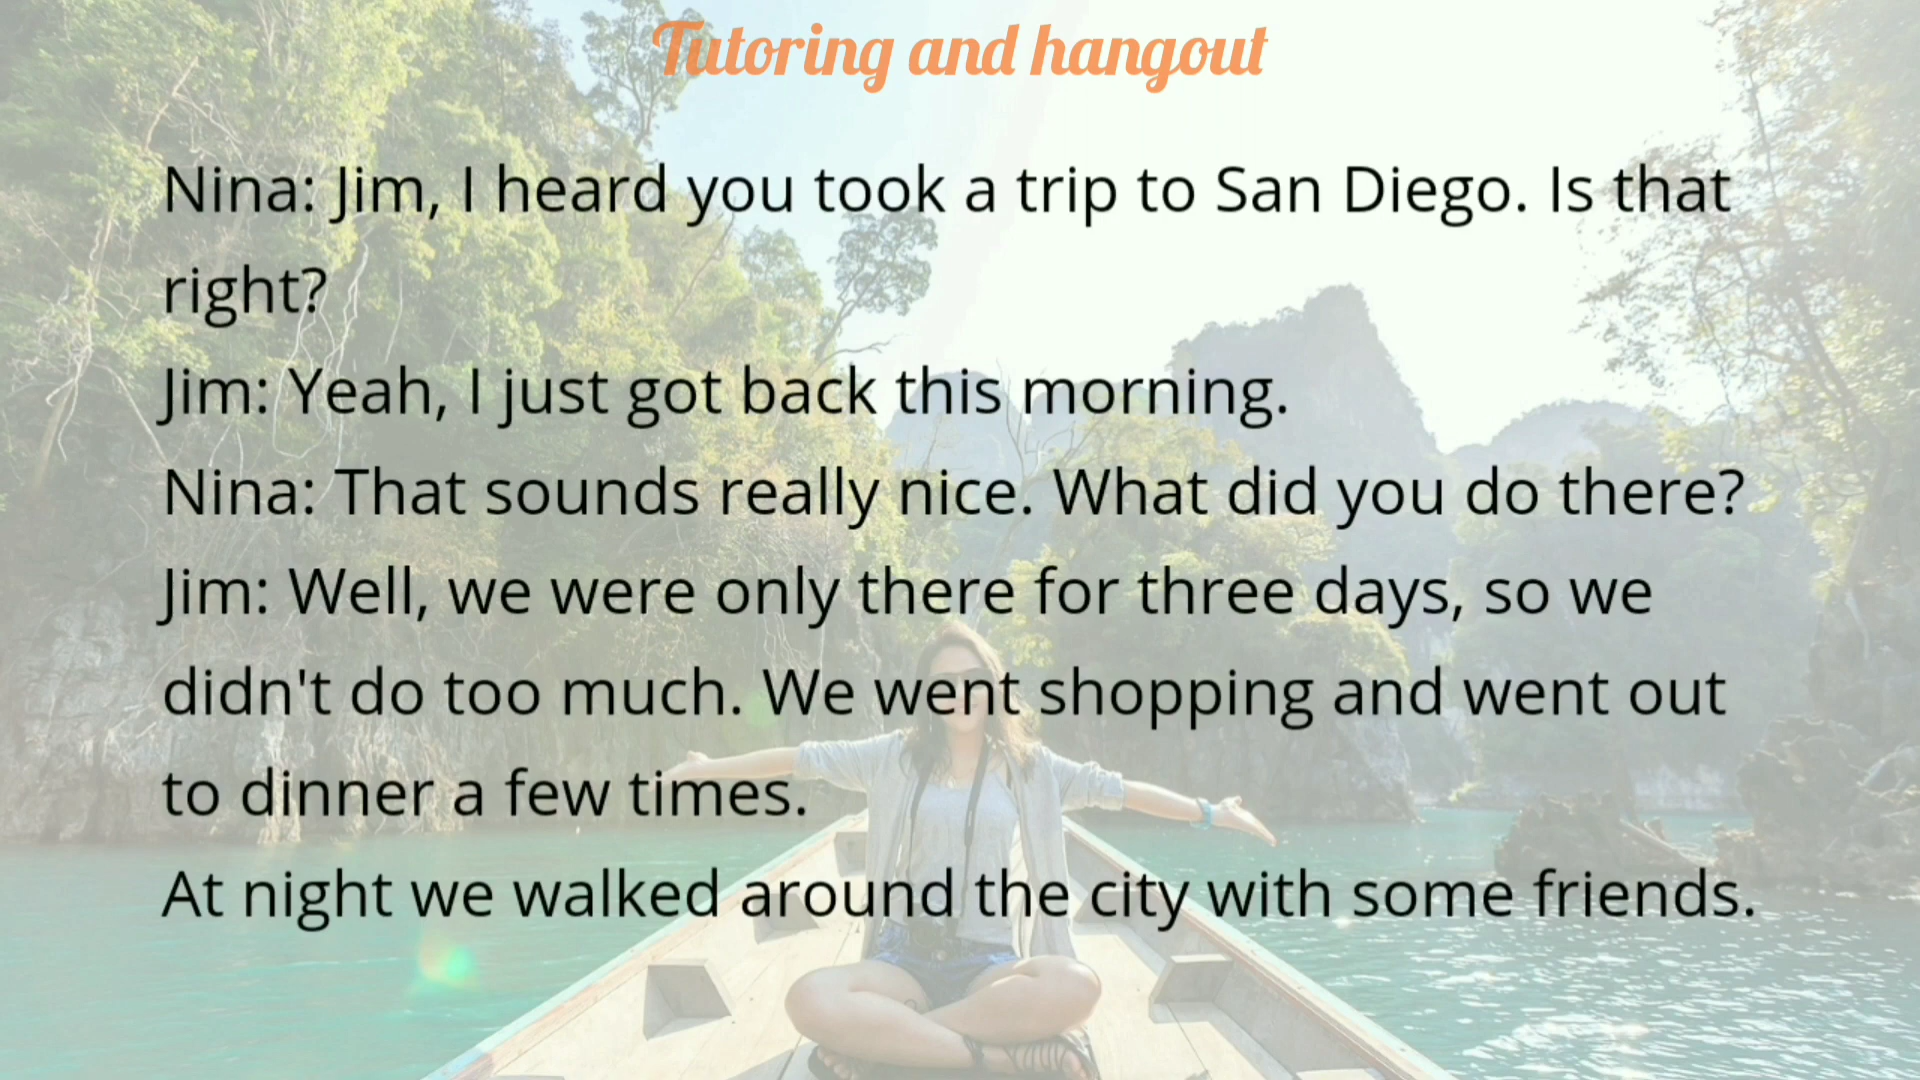 Tutoring and hangout
Nina: Jim, I heard you took a trip to San Diego. Is that
right?
Jim: Yeah, I just got back this morning.
Nina: That sounds really nice. What did you do there?
Jim: Well, we were only there for three days, so we
didn't do too much. We went shopping and went out
to dinner a few times.
At night we walked around the city with some friends.